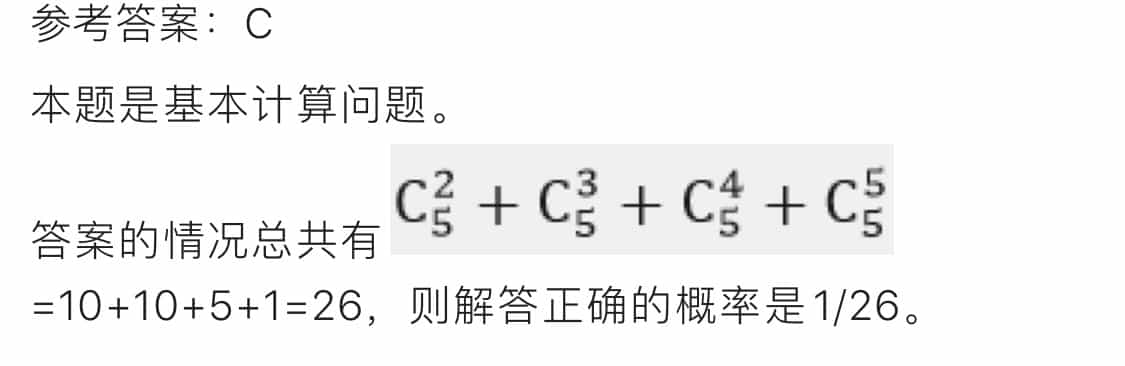 参考答案：C
本题是基本计算问题。
答案的情况总共有 C₅² + C₅³ + C₅⁴ + C₅⁵
=10+10+5+1=26，则解答正确的概率是1/26。